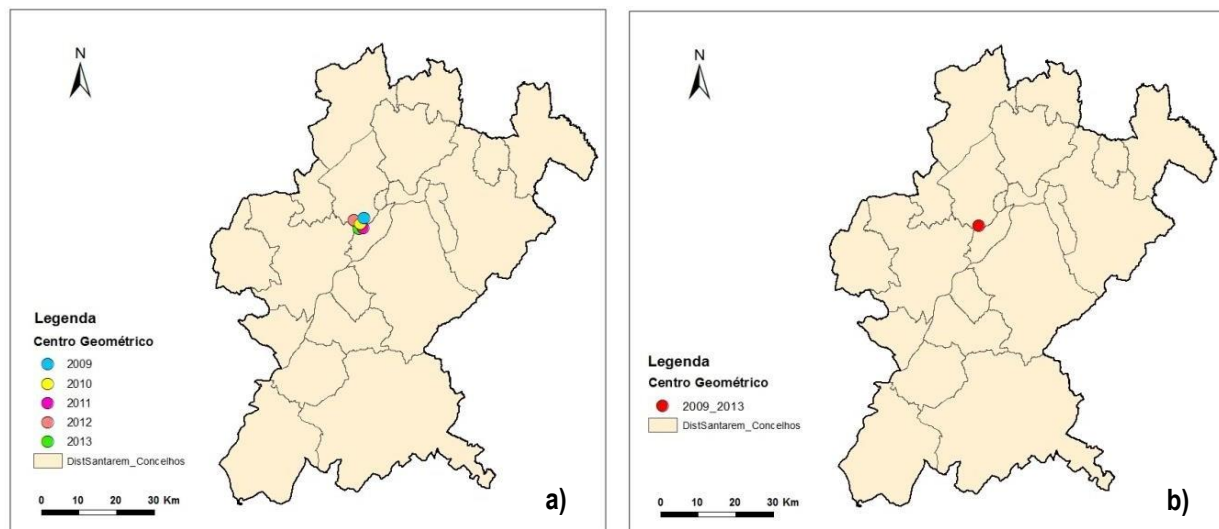 N
Legenda
Centro Geométrico
2009
2010
2011
2012
2013
DistSantarem_Concelhos
0 10 20 30 Km
a)
N
Legenda
Centro Geométrico
2009_2013
DistSantarem_Concelhos
0 10 20 30 Km
b)